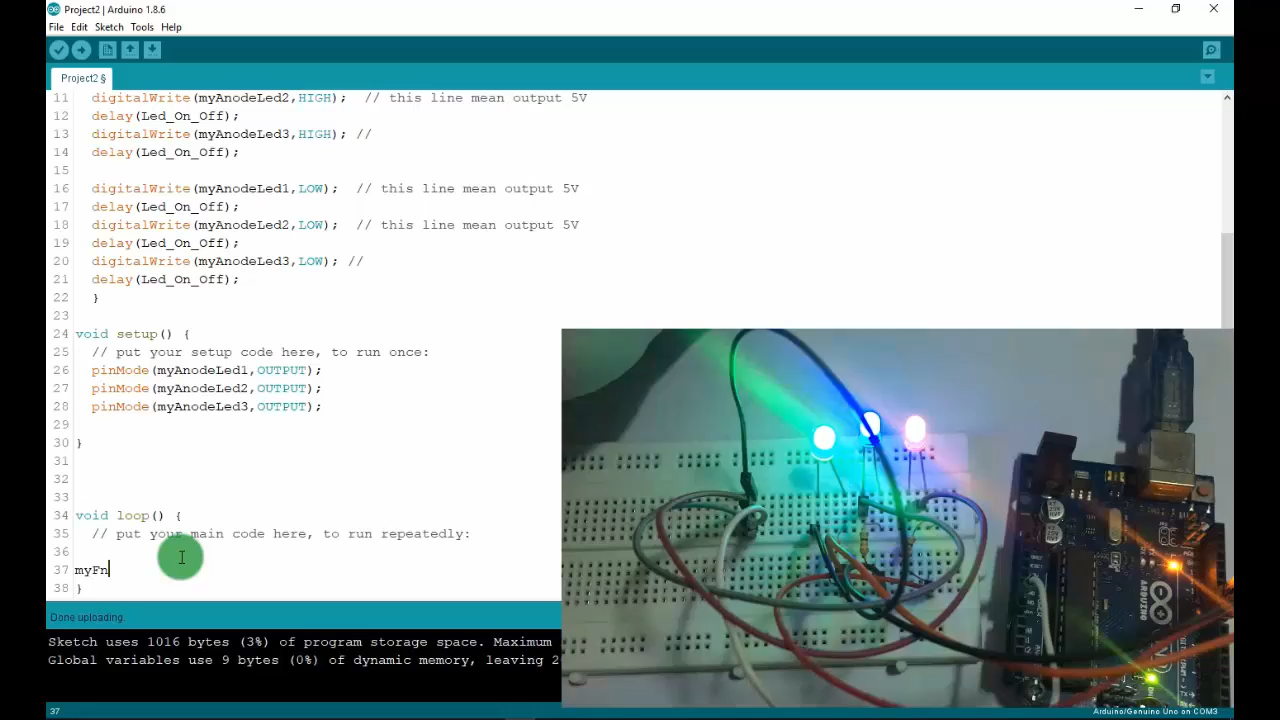 Project2 | Arduino 1.8.6
File Edit Sketch Tools Help
Project2 §
11 digitalWrite(myAnodeLed2,HIGH); // this line mean output 5V
12 delay(Led_On_Off);
13 digitalWrite(myAnodeLed3,HIGH); //
14 delay(Led_On_Off);
15
16 digitalWrite(myAnodeLed1,LOW); // this line mean output 5V
17 delay(Led_On_Off);
18 digitalWrite(myAnodeLed2,LOW); // this line mean output 5V
19 delay(Led_On_Off);
20 digitalWrite(myAnodeLed3,LOW); //
21 delay(Led_On_Off);
22 }
23
24 void setup() {
25 // put your setup code here, to run once:
26 pinMode(myAnodeLed1,OUTPUT);
27 pinMode(myAnodeLed2,OUTPUT);
28 pinMode(myAnodeLed3,OUTPUT);
29
30 }
31
32
33
34 void loop() {
35 // put your main code here, to run repeatedly:
36
37 myFn
38 }
Done uploading.
Sketch uses 1016 bytes (3%) of program storage space. Maximum
Global variables use 9 bytes (0%) of dynamic memory, leaving 2
37
Arduino/Genuino Uno on COM3
ARDUINO